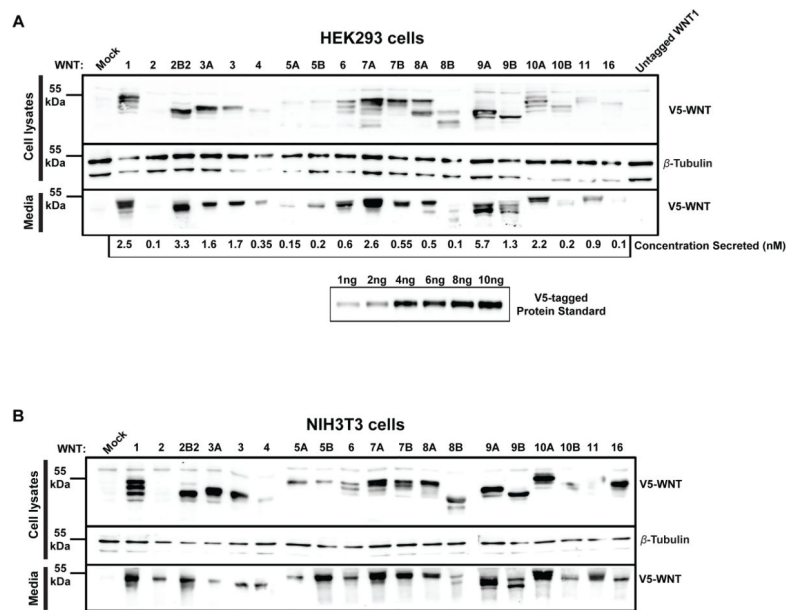 A
HEK293 cells
WNT: Mock 1 2 2B2 3A 3 4 5A 5B 6 7A 7B 8A 8B 9A 9B 10A 10B 11 16 Untagged WNT1
Cell lysates
55
kDa
V5-WNT
55
kDa
β-Tubulin
Media
55
kDa
V5-WNT
2.5 0.1 3.3 1.6 1.7 0.35 0.15 0.2 0.6 2.6 0.55 0.5 0.1 5.7 1.3 2.2 0.2 0.9 0.1 Concentration Secreted (nM)
1ng 2ng 4ng 6ng 8ng 10ng
V5-tagged
Protein Standard
B
NIH3T3 cells
WNT: Mock 1 2 2B2 3A 3 4 5A 5B 6 7A 7B 8A 8B 9A 9B 10A 10B 11 16
Cell lysates
55
kDa
V5-WNT
55
kDa
β-Tubulin
Media
55
kDa
V5-WNT